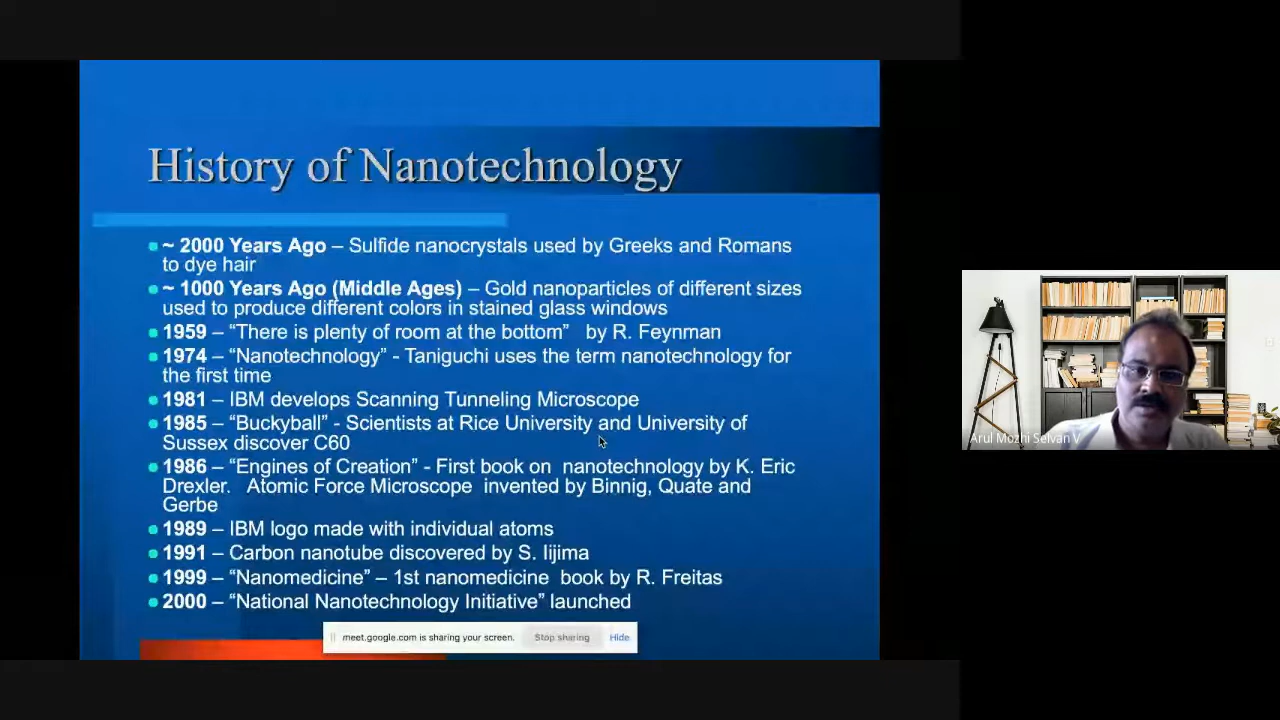 History of Nanotechnology
~ 2000 Years Ago – Sulfide nanocrystals used by Greeks and Romans
to dye hair
~ 1000 Years Ago (Middle Ages) – Gold nanoparticles of different sizes
used to produce different colors in stained glass windows
1959 – “There is plenty of room at the bottom” by R. Feynman
1974 – “Nanotechnology” - Taniguchi uses the term nanotechnology for
the first time
1981 – IBM develops Scanning Tunneling Microscope
1985 – “Buckyball” - Scientists at Rice University and University of
Sussex discover C60
1986 – “Engines of Creation” - First book on nanotechnology by K. Eric
Drexler. Atomic Force Microscope invented by Binnig, Quate and
Gerbe
1989 – IBM logo made with individual atoms
1991 – Carbon nanotube discovered by S. Iijima
1999 – “Nanomedicine” – 1st nanomedicine book by R. Freitas
2000 – “National Nanotechnology Initiative” launched
meet.google.com is sharing your screen. Stop sharing Hide
Arul Mozhi Selvan V